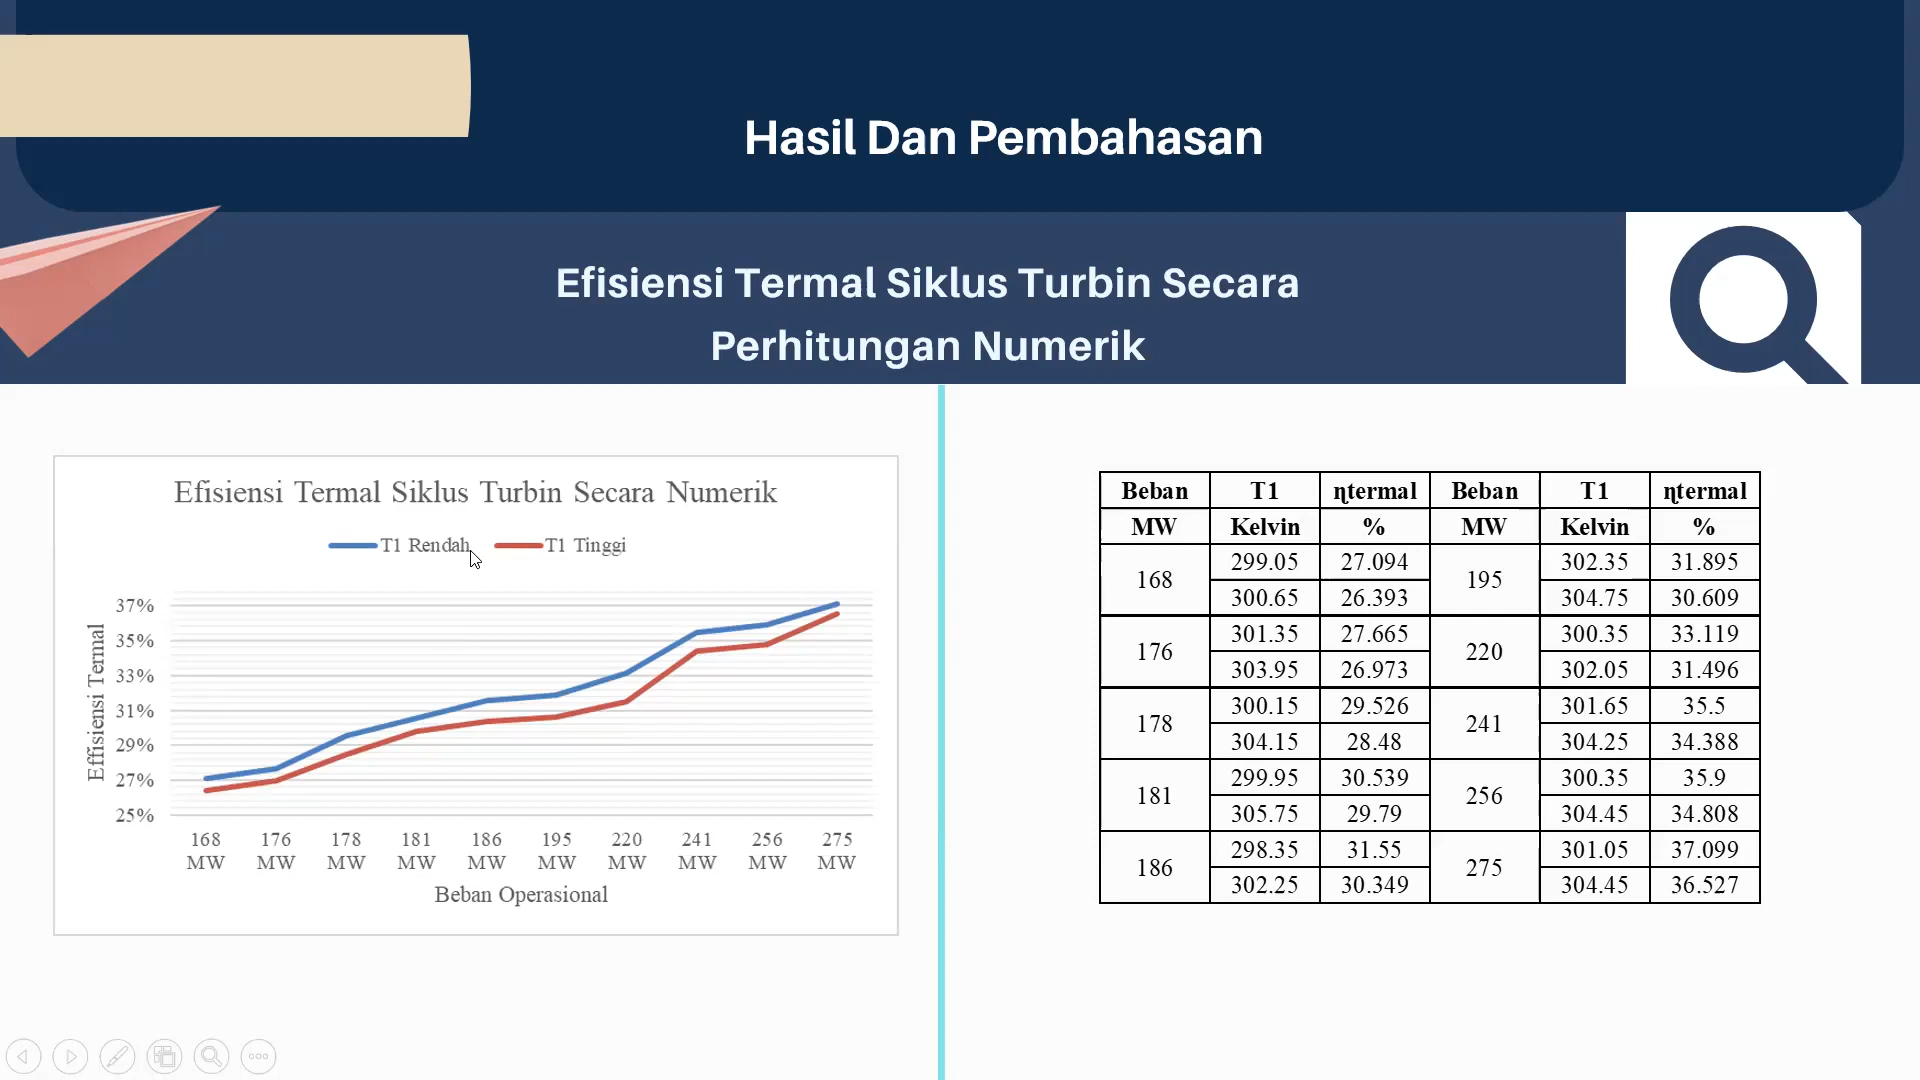 Hasil Dan Pembahasan
Efisiensi Termal Siklus Turbin Secara
Perhitungan Numerik
Efisiensi Termal Siklus Turbin Secara Numerik
T1 Rendah T1 Tinggi
Effisiensi Termal
37%
35%
33%
31%
29%
27%
25%
168 176 178 181 186 195 220 241 256 275
MW MW MW MW MW MW MW MW MW MW
Beban Operasional
Beban T1 ηtermal Beban T1 ηtermal
MW Kelvin % MW Kelvin %
168 299.05 27.094 195 302.35 31.895
300.65 26.393 304.75 30.609
176 301.35 27.665 220 300.35 33.119
303.95 26.973 302.05 31.496
178 300.15 29.526 241 301.65 35.5
304.15 28.48 304.25 34.388
181 299.95 30.539 256 300.35 35.9
305.75 29.79 304.45 34.808
186 298.35 31.55 275 301.05 37.099
302.25 30.349 304.45 36.527